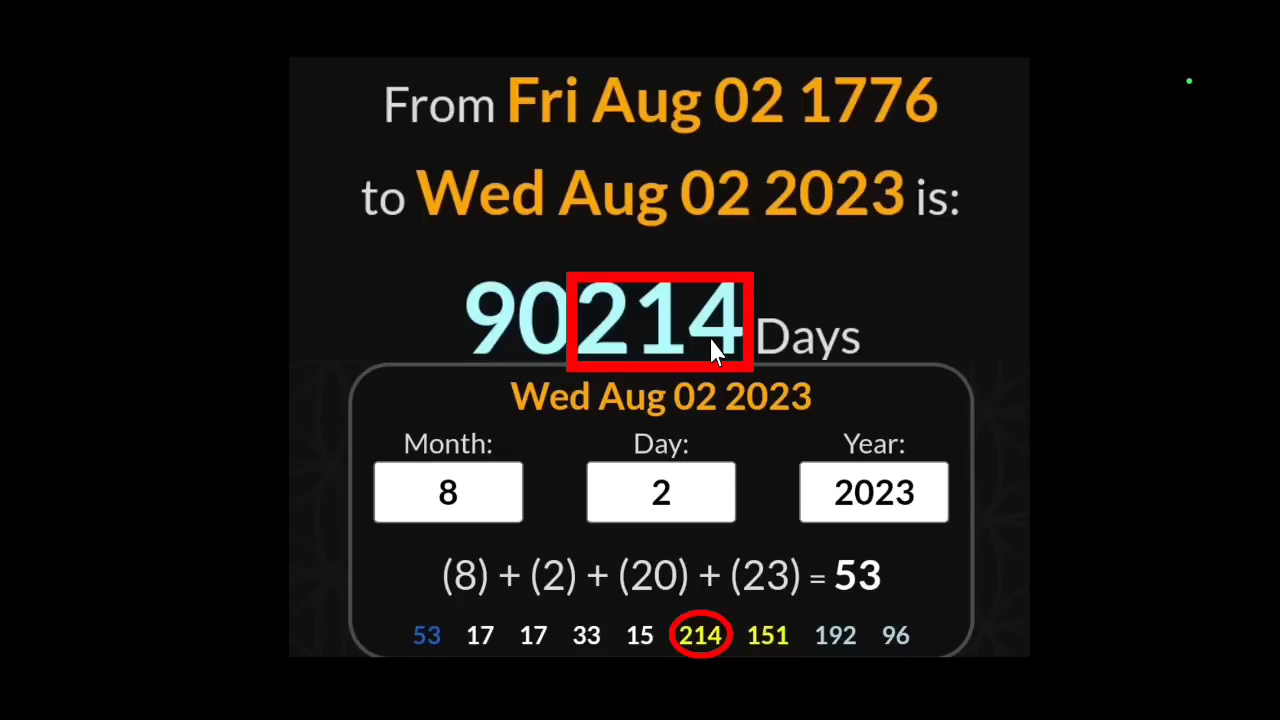 From Fri Aug 02 1776
to Wed Aug 02 2023 is:
90214 Days
Wed Aug 02 2023
Month: Day: Year:
8 2 2023
(8) + (2) + (20) + (23) = 53
53 17 17 33 15 214 151 192 96